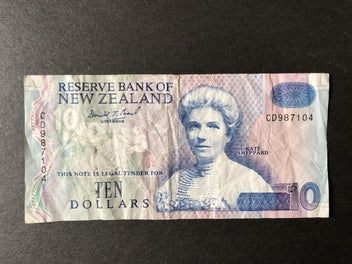 RESERVE BANK OF
NEW ZEALAND
GOVERNOR
CD987104
CD987104
KATE
SHEPPARD
THIS NOTE IS LEGAL TENDER FOR
TEN
DOLLARS
10